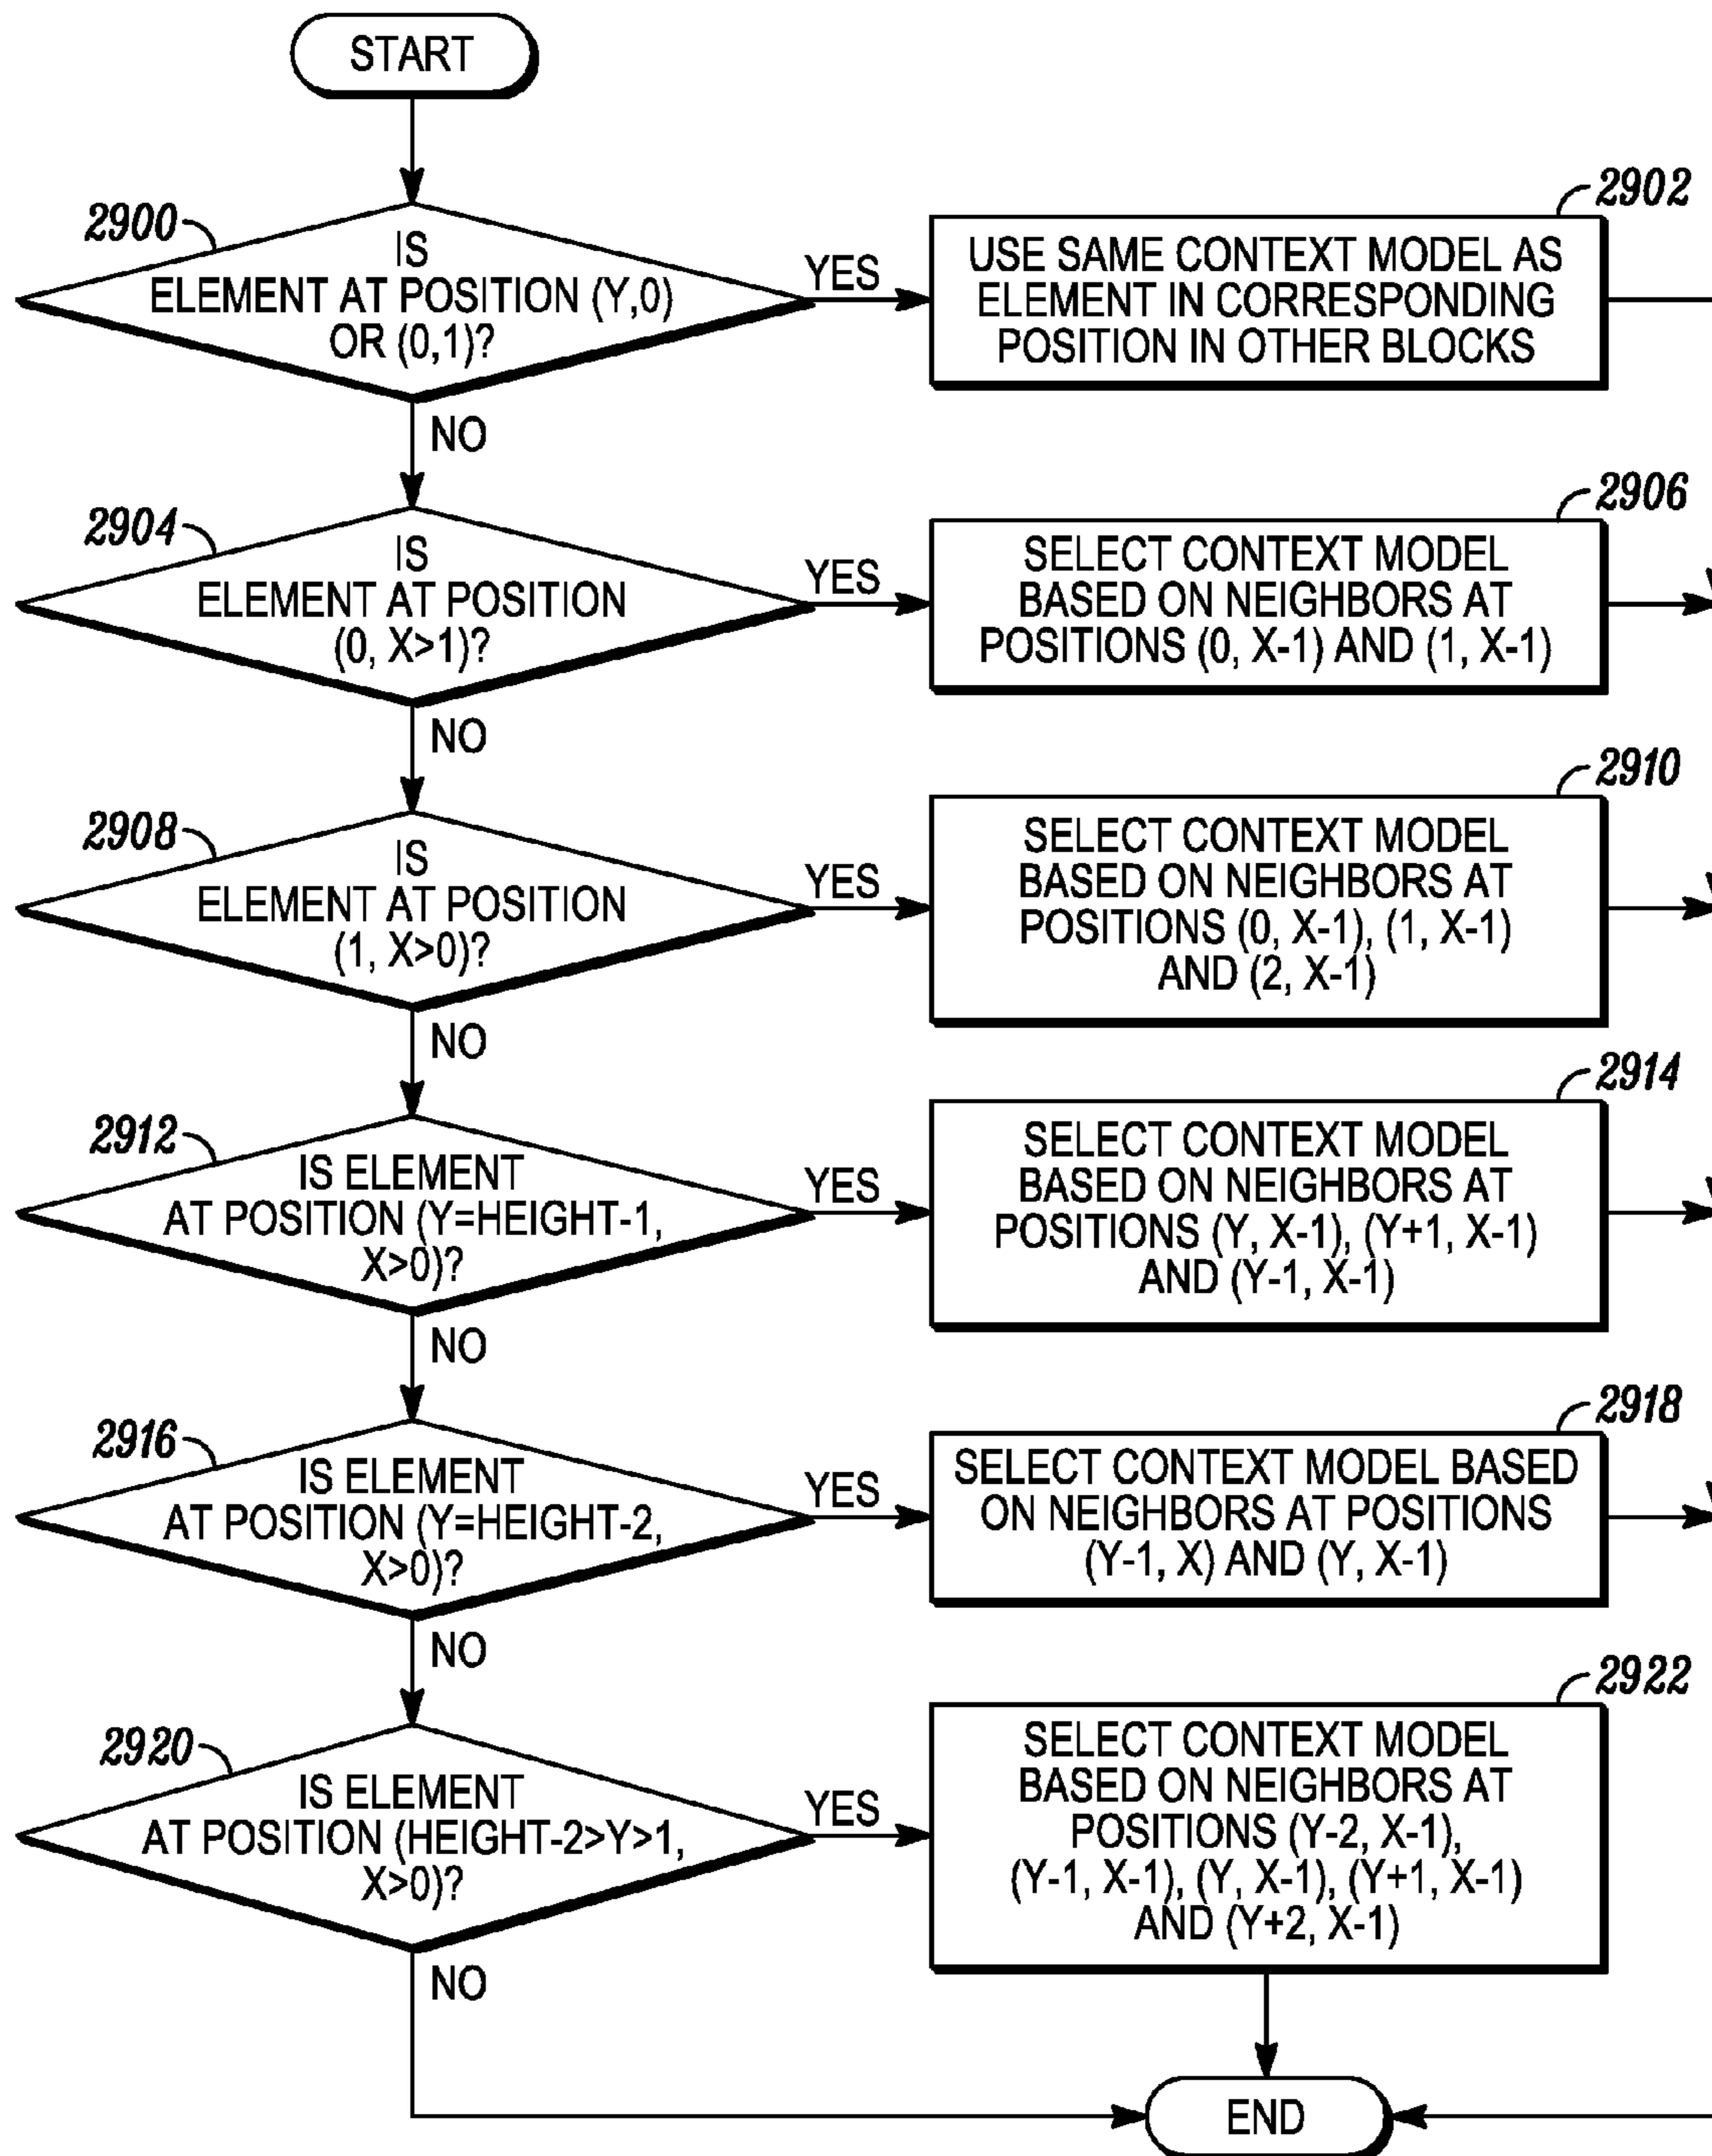 START
2900
IS
ELEMENT AT POSITION (Y,0)
OR (0,1)?
YES
2902
USE SAME CONTEXT MODEL AS
ELEMENT IN CORRESPONDING
POSITION IN OTHER BLOCKS
NO
2904
IS
ELEMENT AT POSITION
(0, X>1)?
YES
2906
SELECT CONTEXT MODEL
BASED ON NEIGHBORS AT
POSITIONS (0, X-1) AND (1, X-1)
NO
2908
IS
ELEMENT AT POSITION
(1, X>0)?
YES
2910
SELECT CONTEXT MODEL
BASED ON NEIGHBORS AT
POSITIONS (0, X-1), (1, X-1)
AND (2, X-1)
NO
2912
IS ELEMENT
AT POSITION (Y=HEIGHT-1,
X>0)?
YES
2914
SELECT CONTEXT MODEL
BASED ON NEIGHBORS AT
POSITIONS (Y, X-1), (Y+1, X-1)
AND (Y-1, X-1)
NO
2916
IS ELEMENT
AT POSITION (Y=HEIGHT-2,
X>0)?
YES
2918
SELECT CONTEXT MODEL BASED
ON NEIGHBORS AT POSITIONS
(Y-1, X) AND (Y, X-1)
NO
2920
IS ELEMENT
AT POSITION (HEIGHT-2>Y>1,
X>0)?
YES
2922
SELECT CONTEXT MODEL
BASED ON NEIGHBORS AT
POSITIONS (Y-2, X-1),
(Y-1, X-1), (Y, X-1), (Y+1, X-1)
AND (Y+2, X-1)
NO
END